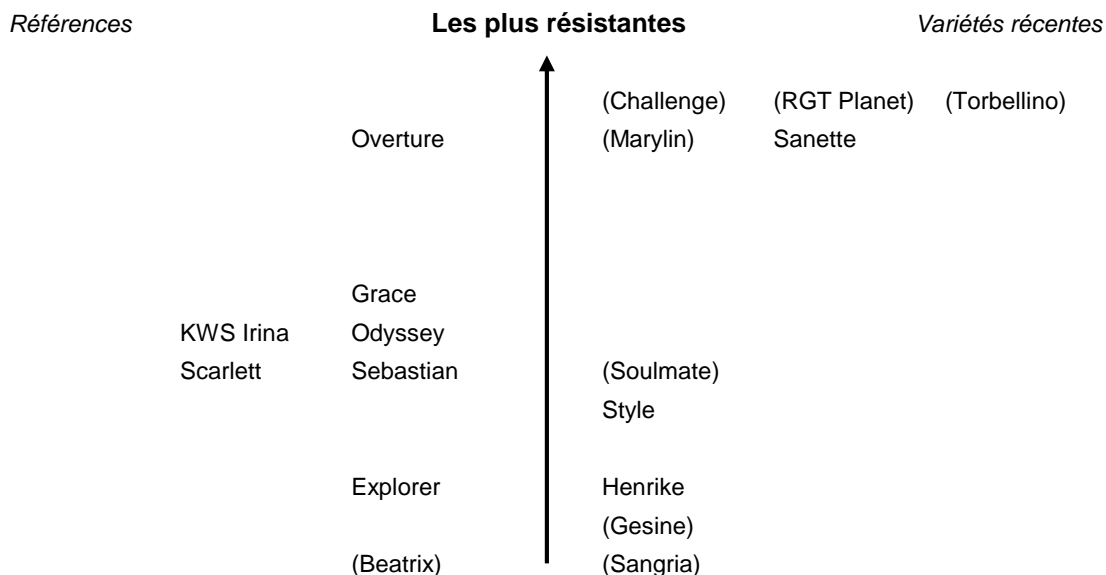 Références Les plus résistantes Variétés récentes
(Challenge) (RGT Planet) (Torbellino)
Overture (Marylin) Sanette
Grace
KWS Irina Odyssey
Scarlett Sebastian (Soulmate)
Style
Explorer Henrike
(Gesine)
(Beatrix) (Sangria)